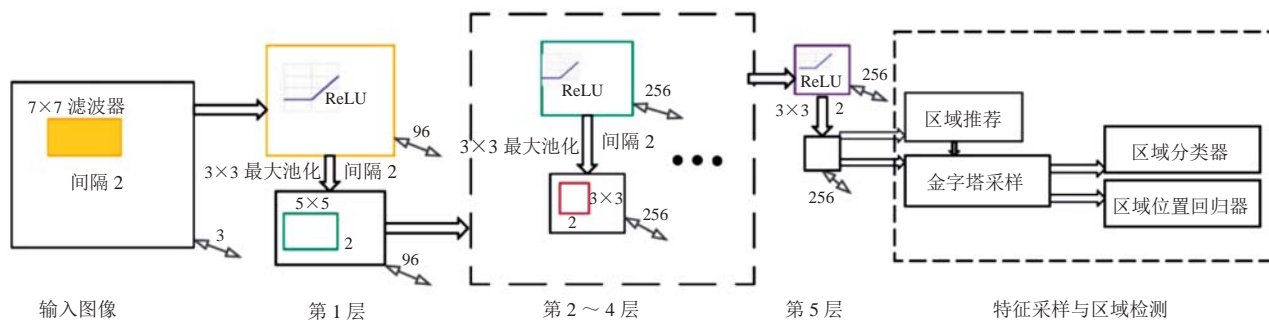 7×7 滤波器
间隔 2
3
输入图像
ReLU
96
3×3 最大池化
间隔 2
5×5
2
96
第 1 层
ReLU
256
3×3 最大池化
间隔 2
3×3
2
256
•••
第 2～4 层
ReLU
256
3×3
2
256
第 5 层
区域推荐
金字塔采样
区域分类器
区域位置回归器
特征采样与区域检测